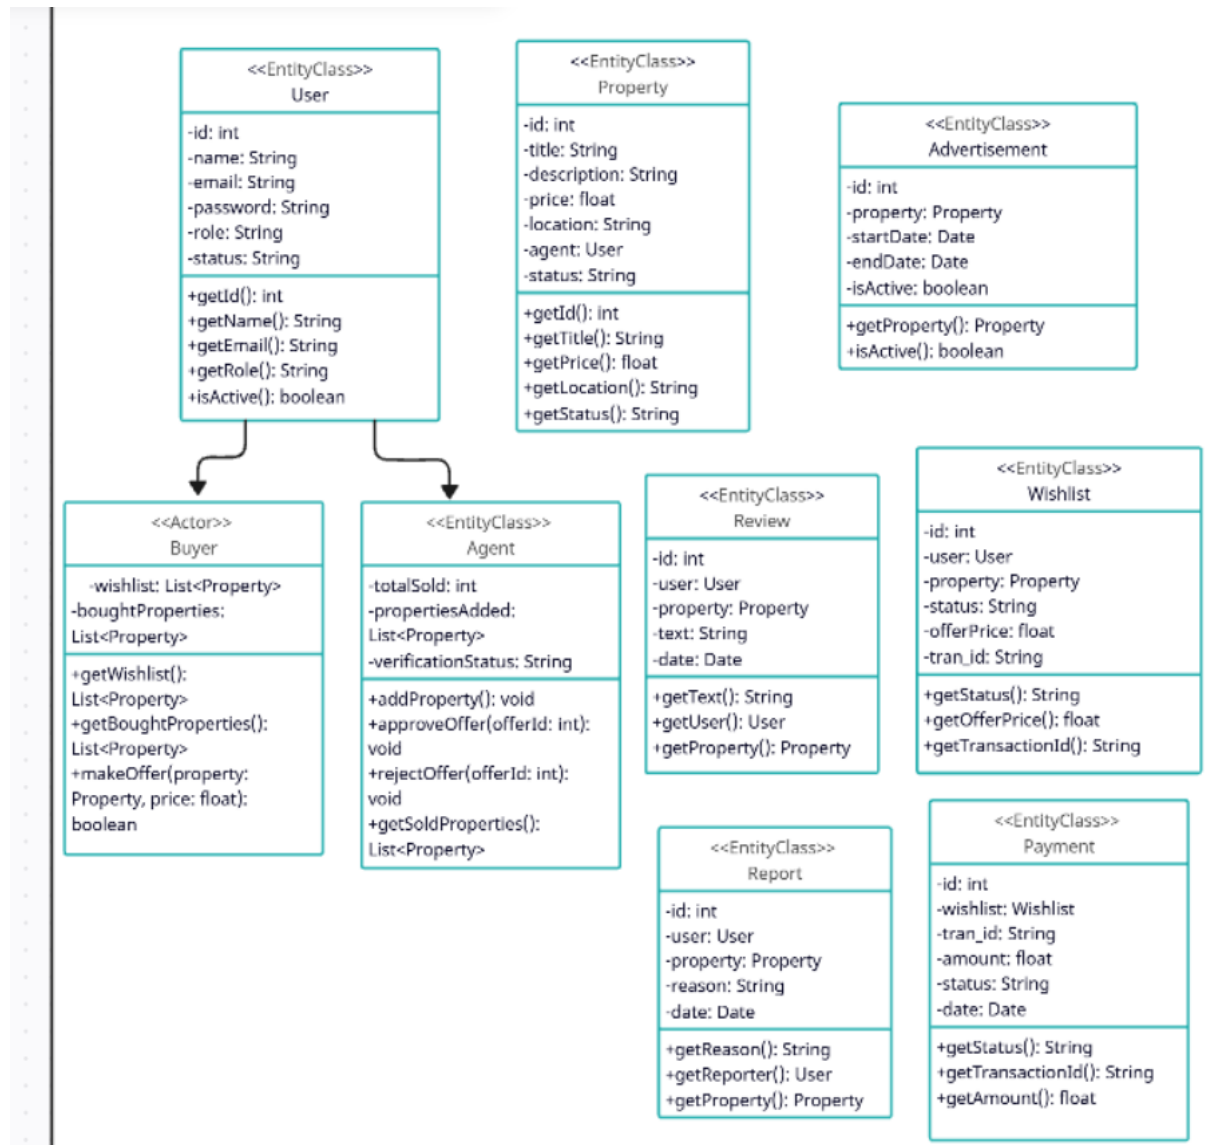 <<EntityClass>>
User
-id: int
-name: String
-email: String
-password: String
-role: String
-status: String
+getId(): int
+getName(): String
+getEmail(): String
+getRole(): String
+isActive(): boolean
<<EntityClass>>
Property
-id: int
-title: String
-description: String
-price: float
-location: String
-agent: User
-status: String
+getId(): int
+getTitle(): String
+getPrice(): float
+getLocation(): String
+getStatus(): String
<<EntityClass>>
Advertisement
-id: int
-property: Property
-startDate: Date
-endDate: Date
-isActive: boolean
+getProperty(): Property
+isActive(): boolean
<<Actor>>
Buyer
-wishlist: List<Property>
-boughtProperties:
List<Property>
+getWishlist():
List<Property>
+getBoughtProperties():
List<Property>
+makeOffer(property:
Property, price: float):
boolean
<<EntityClass>>
Agent
-totalSold: int
-propertiesAdded:
List<Property>
-verificationStatus: String
+addProperty(): void
+approveOffer(offerId: int):
void
+rejectOffer(offerId: int):
void
+getSoldProperties():
List<Property>
<<EntityClass>>
Review
-id: int
-user: User
-property: Property
-text: String
-date: Date
+getText(): String
+getUser(): User
+getProperty(): Property
<<EntityClass>>
Wishlist
-id: int
-user: User
-property: Property
-status: String
-offerPrice: float
-tran_id: String
+getStatus(): String
+getOfferPrice(): float
+getTransactionId(): String
<<EntityClass>>
Report
-id: int
-user: User
-property: Property
-reason: String
-date: Date
+getReason(): String
+getReporter(): User
+getProperty(): Property
<<EntityClass>>
Payment
-id: int
-wishlist: Wishlist
-tran_id: String
-amount: float
-status: String
-date: Date
+getStatus(): String
+getTransactionId(): String
+getAmount(): float